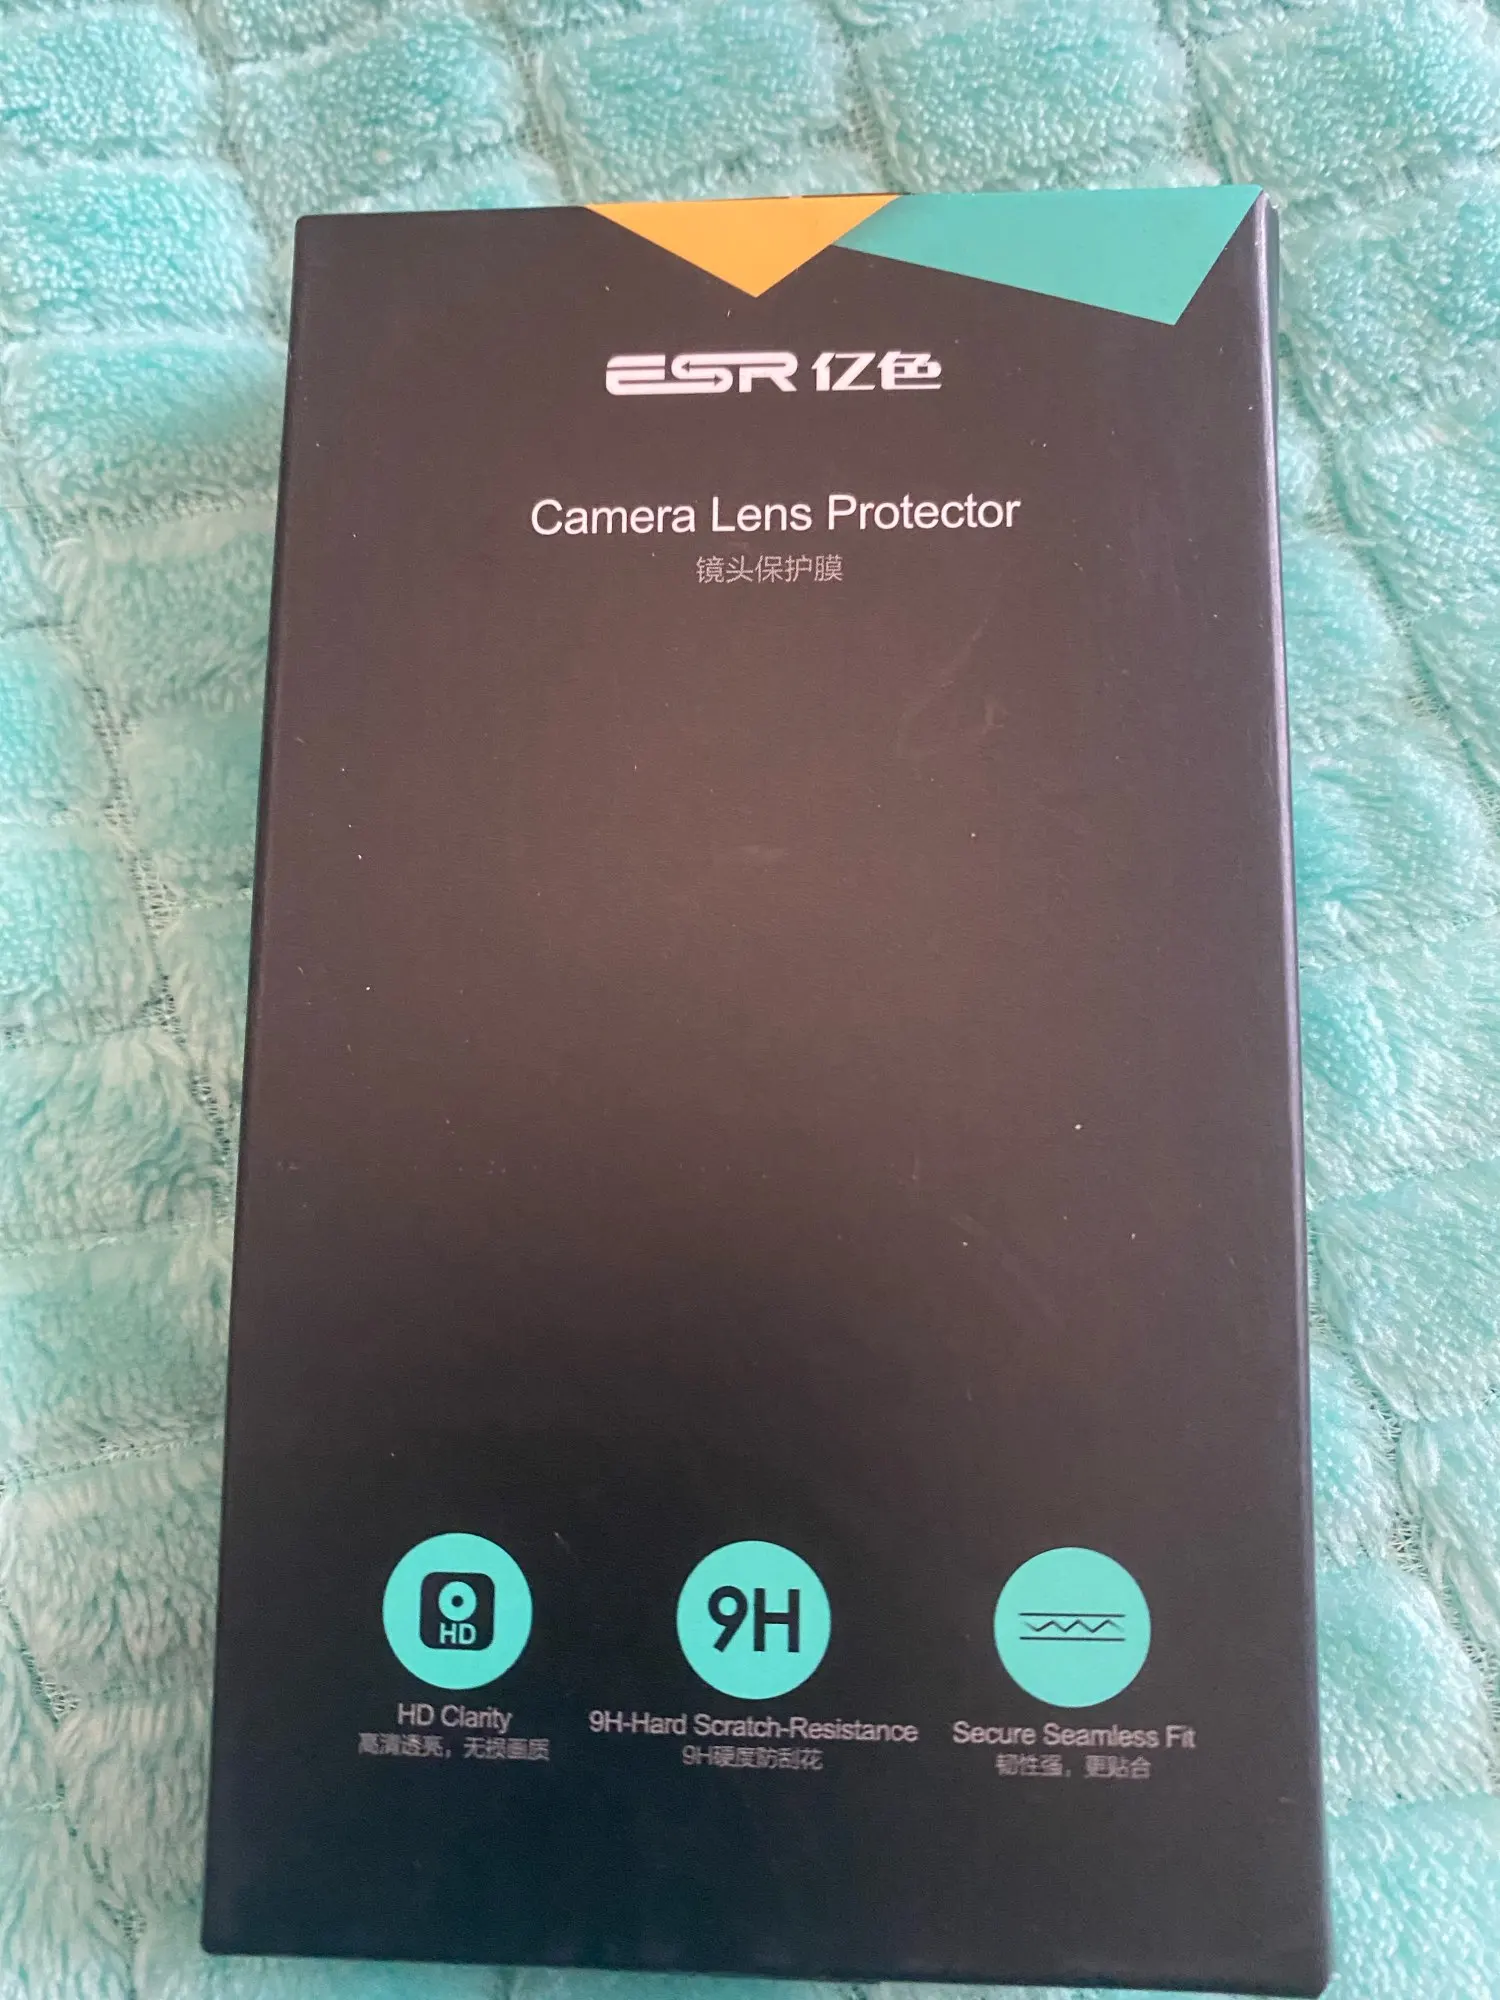 ESR 亿色
Camera Lens Protector
镜头保护膜
HD
HD Clarity
高清透亮，无损画质
9H
9H-Hard Scratch-Resistance
9H硬度防刮花
Secure Seamless Fit
韧性强，更贴合